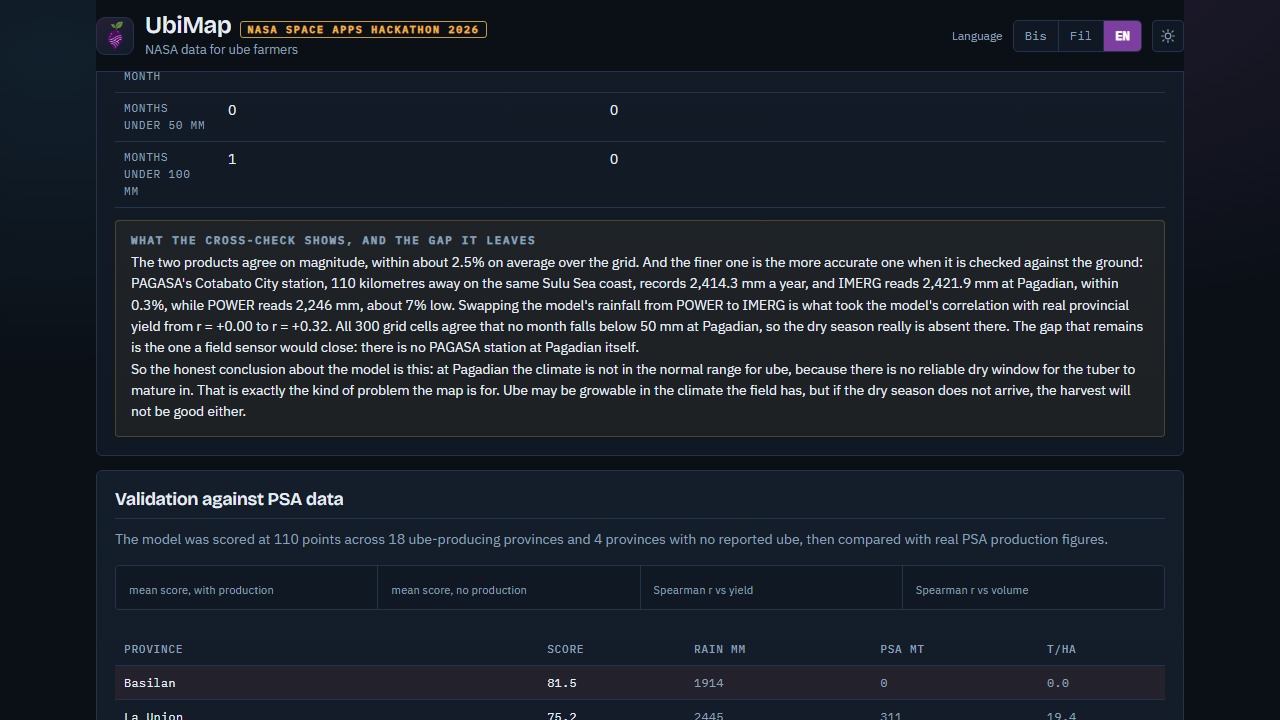 UbiMap NASA SPACE APPS HACKATHON 2026
NASA data for ube farmers
Language Bis Fil EN
MONTH
MONTHS UNDER 50 MM 0 0
MONTHS UNDER 100 MM 1 0
WHAT THE CROSS-CHECK SHOWS, AND THE GAP IT LEAVES
The two products agree on magnitude, within about 2.5% on average over the grid. And the finer one is the more accurate one when it is checked against the ground:
PAGASA's Cotabato City station, 110 kilometres away on the same Sulu Sea coast, records 2,414.3 mm a year, and IMERG reads 2,421.9 mm at Pagadian, within
0.3%, while POWER reads 2,246 mm, about 7% low. Swapping the model's rainfall from POWER to IMERG is what took the model's correlation with real provincial
yield from r = +0.00 to r = +0.32. All 300 grid cells agree that no month falls below 50 mm at Pagadian, so the dry season really is absent there. The gap that remains
is the one a field sensor would close: there is no PAGASA station at Pagadian itself.
So the honest conclusion about the model is this: at Pagadian the climate is not in the normal range for ube, because there is no reliable dry window for the tuber to
mature in. That is exactly the kind of problem the map is for. Ube may be growable in the climate the field has, but if the dry season does not arrive, the harvest will
not be good either.
Validation against PSA data
The model was scored at 110 points across 18 ube-producing provinces and 4 provinces with no reported ube, then compared with real PSA production figures.
mean score, with production mean score, no production Spearman r vs yield Spearman r vs volume
PROVINCE SCORE RAIN MM PSA MT T/HA
Basilan 81.5 1914 0 0.0
La Union 75.2 2445 311 19.4